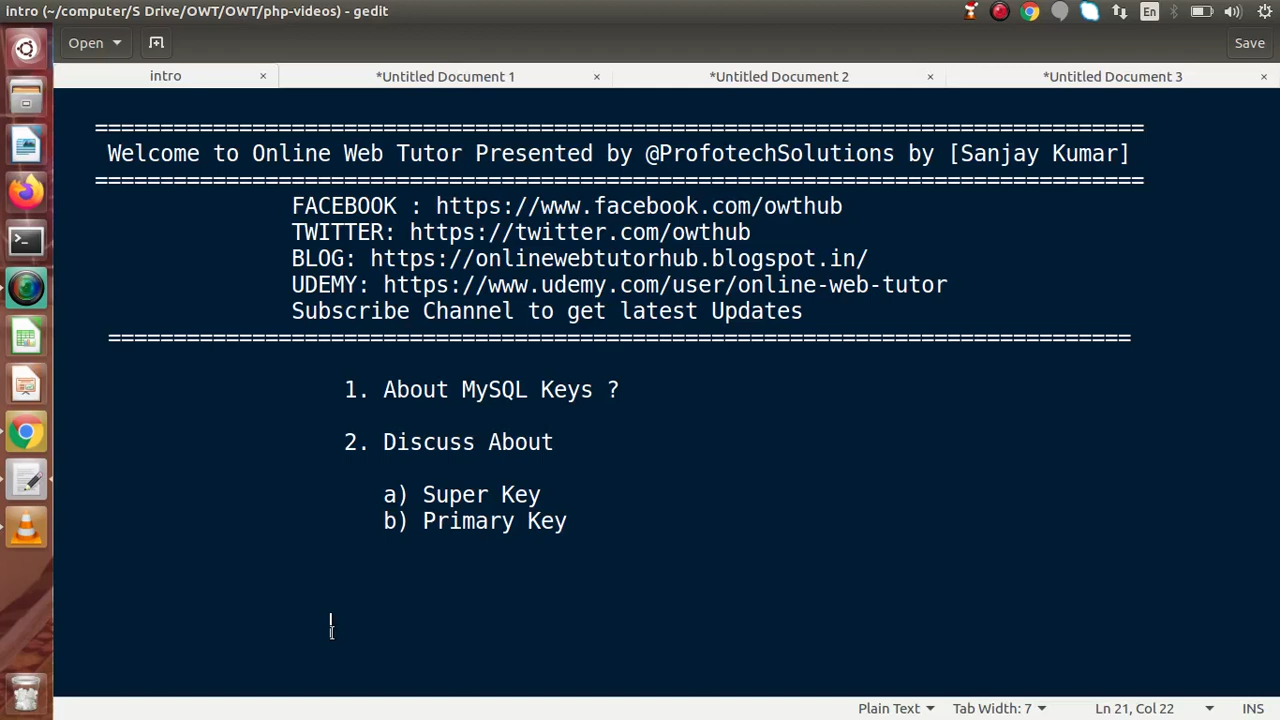 intro (~/computer/S Drive/OWT/OWT/php-videos) - gedit
En
Open
Save
intro
*Untitled Document 1
*Untitled Document 2
*Untitled Document 3
================================================================================
Welcome to Online Web Tutor Presented by @ProfotechSolutions by [Sanjay Kumar]
================================================================================
FACEBOOK : https://www.facebook.com/owthub
TWITTER: https://twitter.com/owthub
BLOG: https://onlinewebtutorhub.blogspot.in/
UDEMY: https://www.udemy.com/user/online-web-tutor
Subscribe Channel to get latest Updates
==============================================================================
1. About MySQL Keys ?
2. Discuss About
a) Super Key
b) Primary Key
Plain Text
Tab Width: 7
Ln 21, Col 22
INS